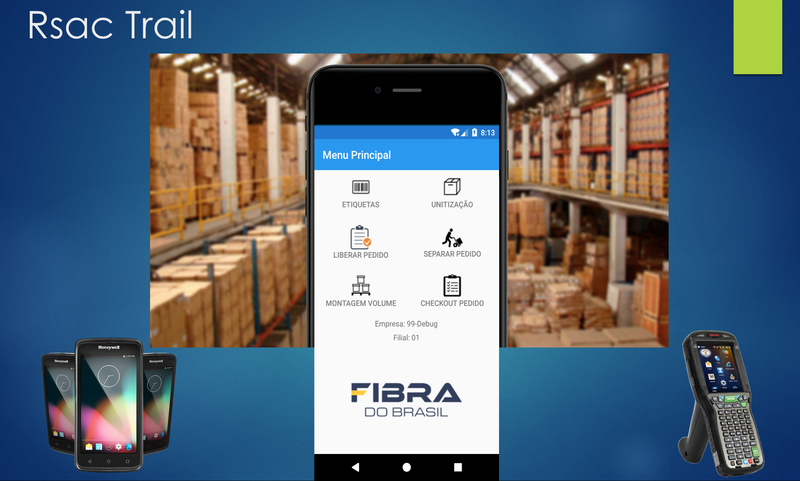 Rsac Trail
8:13
Menu Principal
ETIQUETAS
UNITIZAÇÃO
LIBERAR PEDIDO
SEPARAR PEDIDO
MONTAGEM VOLUME
CHECKOUT PEDIDO
Empresa: 99-Debug
Filial: 01
FIBRA
DO BRASIL
Honeywell